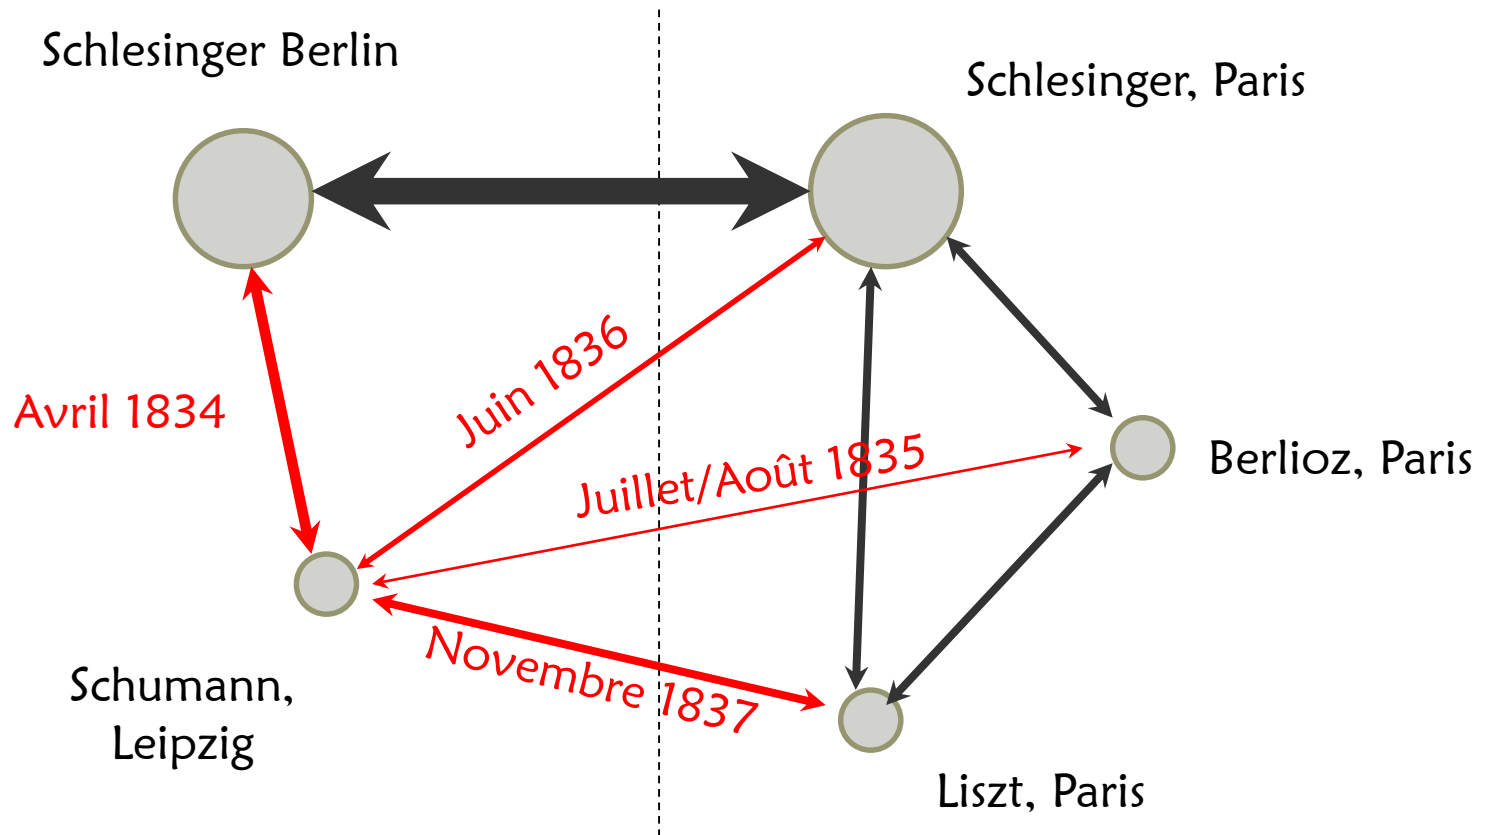 Schlesinger Berlin
Schlesinger, Paris
Juin 1836
Avril 1834
Juillet/Août 1835
Berlioz, Paris
Novembre 1837
Schumann,
Leipzig
Liszt, Paris